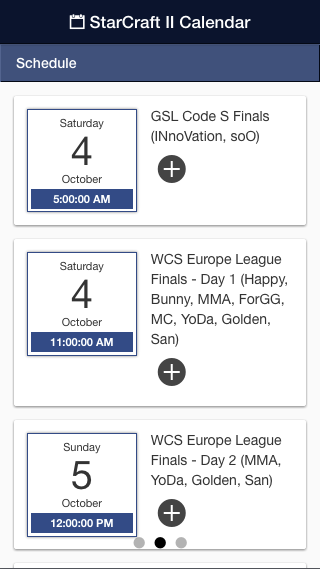 StarCraft II Calendar
Schedule
Saturday
4
October
5:00:00 AM
GSL Code S Finals
(INnoVation, soO)
Saturday
4
October
11:00:00 AM
WCS Europe League
Finals - Day 1 (Happy,
Bunny, MMA, ForGG,
MC, YoDa, Golden,
San)
Sunday
5
October
12:00:00 PM
WCS Europe League
Finals - Day 2 (MMA,
YoDa, Golden, San)